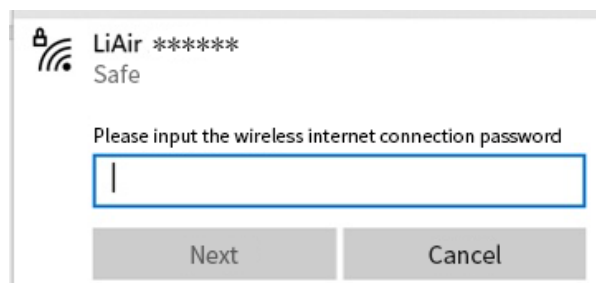 LiAir ******
Safe
Please input the wireless internet connection password
Next
Cancel